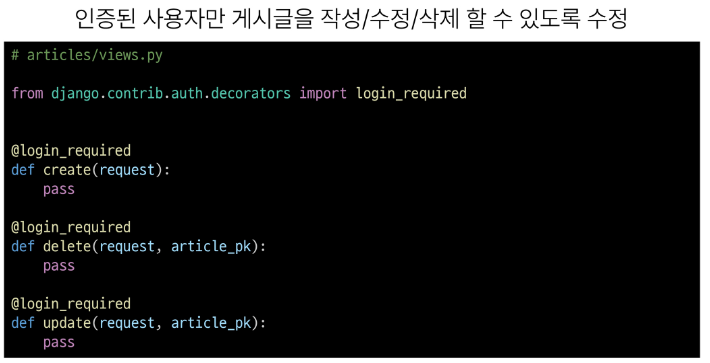 인증된 사용자만 게시글을 작성/수정/삭제 할 수 있도록 수정
# articles/views.py
from django.contrib.auth.decorators import login_required
@login_required
def create(request):
    pass
@login_required
def delete(request, article_pk):
    pass
@login_required
def update(request, article_pk):
    pass